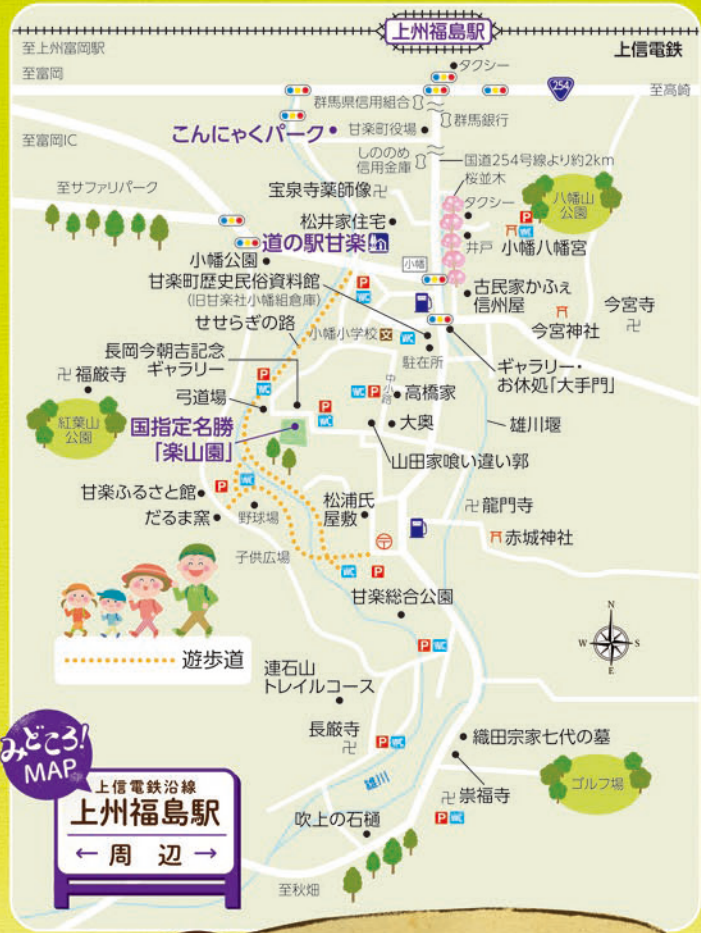 上州福島駅
至上州富岡駅
上信電鉄
タクシー
至富岡
254
至高崎
群馬県信用組合
群馬銀行
こんにゃくパーク
甘楽町役場
至富岡IC
しののめ
信用金庫
国道254号線より約2km
桜並木
至サファリパーク
宝泉寺薬師像
タクシー
八幡山
公園
P
WC
松井家住宅
井戸
小幡八幡宮
道の駅甘楽
小幡公園
小幡
甘楽町歴史民俗資料館
(旧甘楽社小幡組倉庫)
P
WC
古民家かふぇ
信州屋
今宮寺
今宮神社
せせらぎの路
小幡小学校
文
WC
駐在所
ギャラリー・
お休処「大手門」
長岡今朝吉記念
ギャラリー
福厳寺
P
WC
中小路
WC P
高橋家
弓道場
P
WC
紅葉山
公園
国指定名勝
「楽山園」
大奥
雄川堰
山田家喰い違い郭
甘楽ふるさと館
P
WC
松浦氏
屋敷
龍門寺
だるま窯
野球場
赤城神社
子供広場
WC
P
甘楽総合公園
N
W
S
E
P WC
遊歩道
連石山
トレイルコース
長厳寺
P WC
織田宗家七代の墓
みどころ!
MAP
雄川
ゴルフ場
崇福寺
P WC
上信電鉄沿線
上州福島駅
← 周辺 →
吹上の石樋
至秋畑